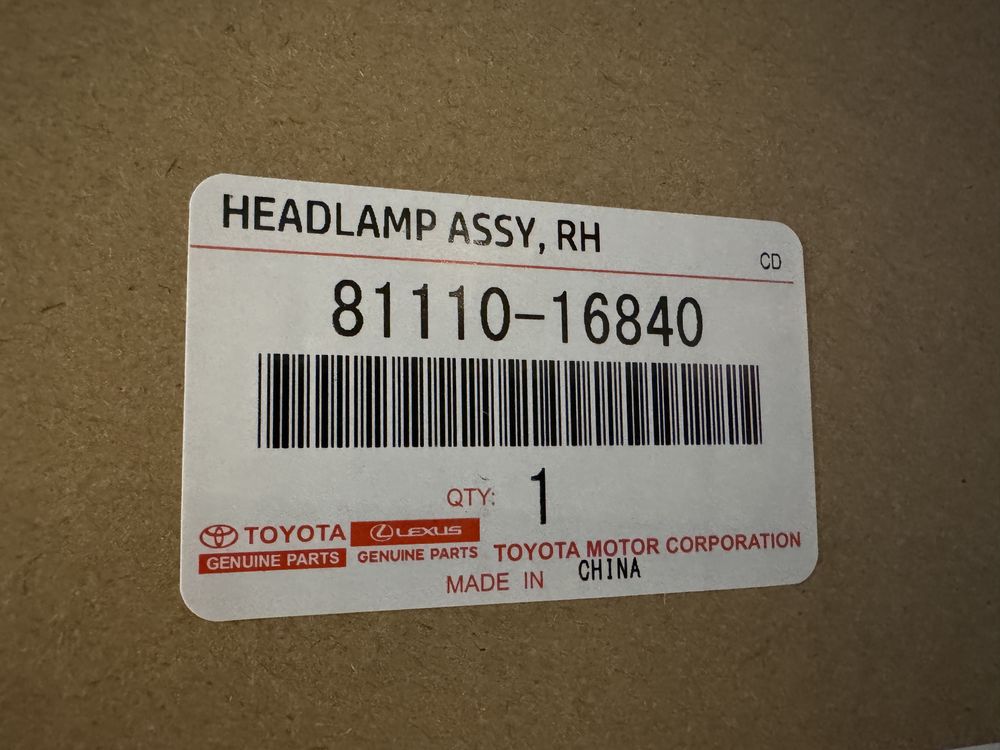 HEADLAMP ASSY, RH
CD
81110-16840
QTY: 1
TOYOTA LEXUS
GENUINE PARTS GENUINE PARTS TOYOTA MOTOR CORPORATION
MADE IN CHINA